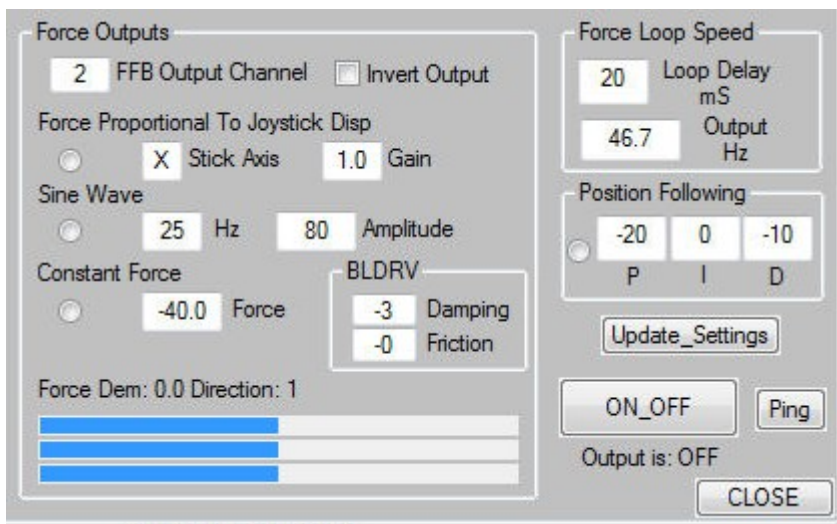 Force Outputs
2 FFB Output Channel Invert Output
Force Proportional To Joystick Disp
X Stick Axis 1.0 Gain
Sine Wave
25 Hz 80 Amplitude
Constant Force
-40.0 Force
BLDRV
-3 Damping
-0 Friction
Force Dem: 0.0 Direction: 1
Force Loop Speed
20 Loop Delay
mS
46.7 Output
Hz
Position Following
-20 0 -10
P I D
Update_Settings
ON_OFF Ping
Output is: OFF
CLOSE